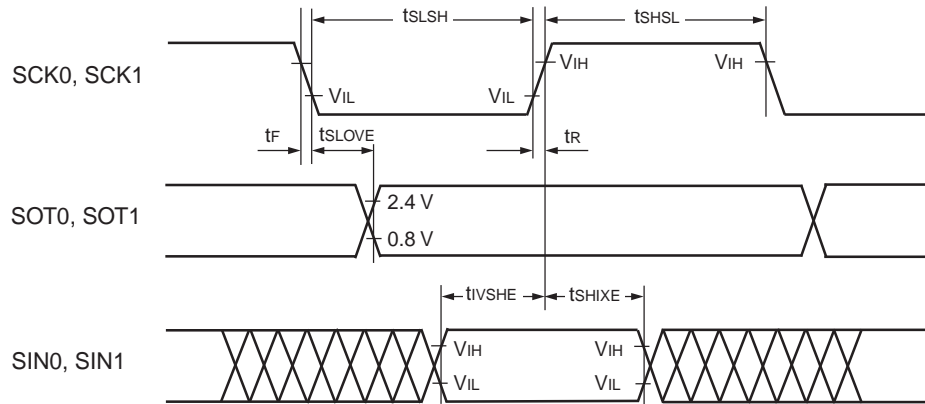 tSLSH tSHSL
SCK0, SCK1
VIH VIH
VIL VIL
tF tSLOVE tR
SOT0, SOT1
2.4 V
0.8 V
tIVSHE tSHIXE
SIN0, SIN1
VIH VIH
VIL VIL